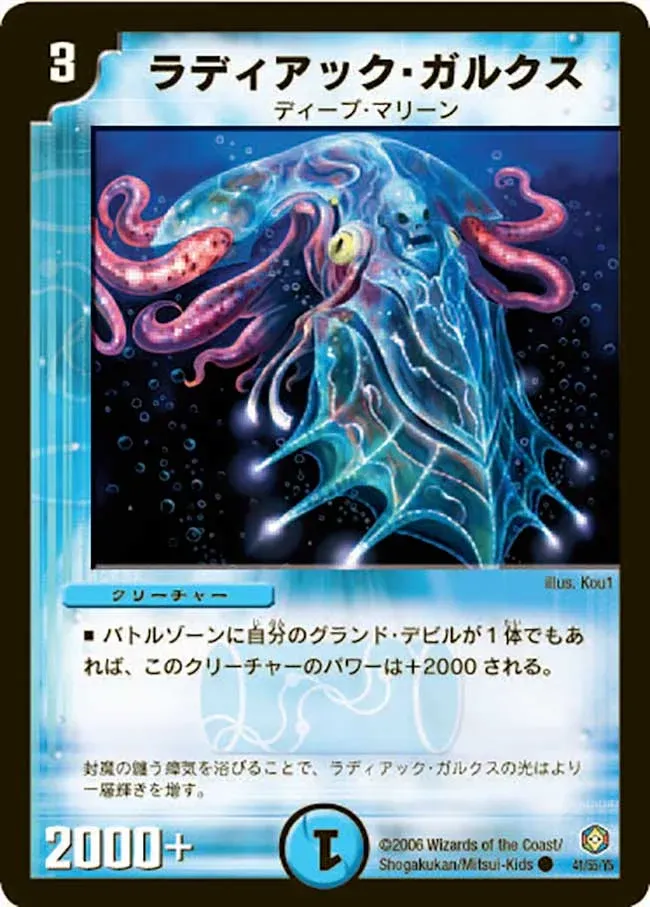 3
ラディアック・ガルクス
ディープ・マリーン
illus. Kou1
クリーチャー
■ バトルゾーンに自分のグランド・デビルが1体でもあ
れば、このクリーチャーのパワーは+2000 される。
封魔の纏う瘴気を浴びることで、ラディアック・ガルクスの光はより
一層輝きを増す。
2000+
1
©2006 Wizards of the Coast/
Shogakukan/Mitsui-Kids
41/55・Y5